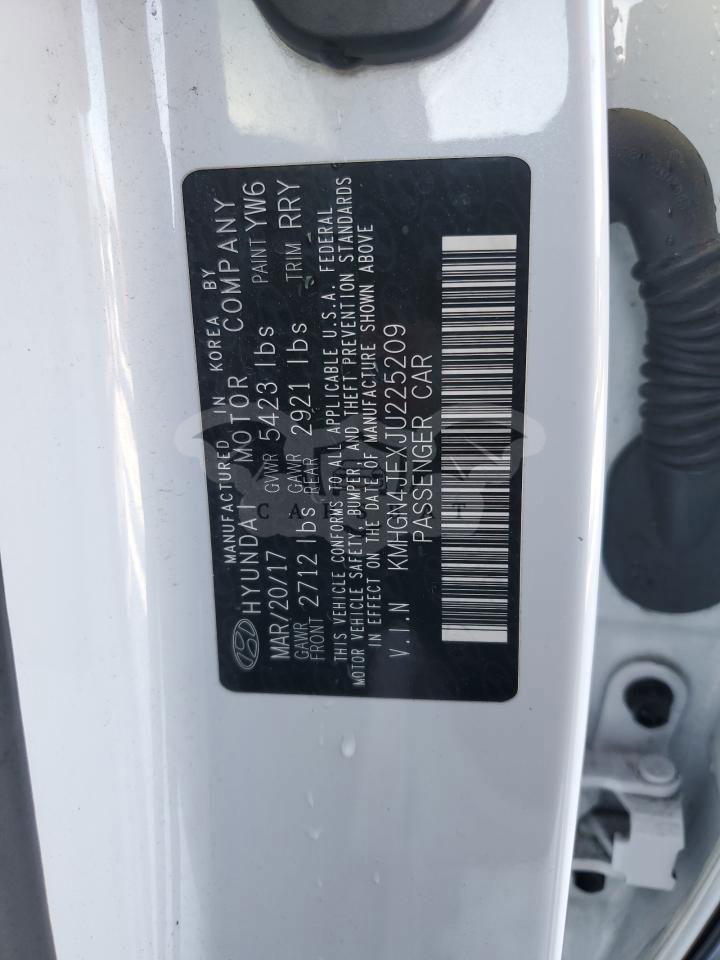 MANUFACTURED IN KOREA BY
HYUNDAI MOTOR COMPANY
MAR/20/17 GVWR 5423 lbs PAINT YW6
GAWR FRONT 2712 lbs GAWR REAR 2921 lbs TRIM RRY
THIS VEHICLE CONFORMS TO ALL APPLICABLE U.S.A. FEDERAL
MOTOR VEHICLE SAFETY, BUMPER, AND THEFT PREVENTION STANDARDS
IN EFFECT ON THE DATE OF MANUFACTURE SHOWN ABOVE
V.I.N KMHGN4JEXJU225209
PASSENGER CAR